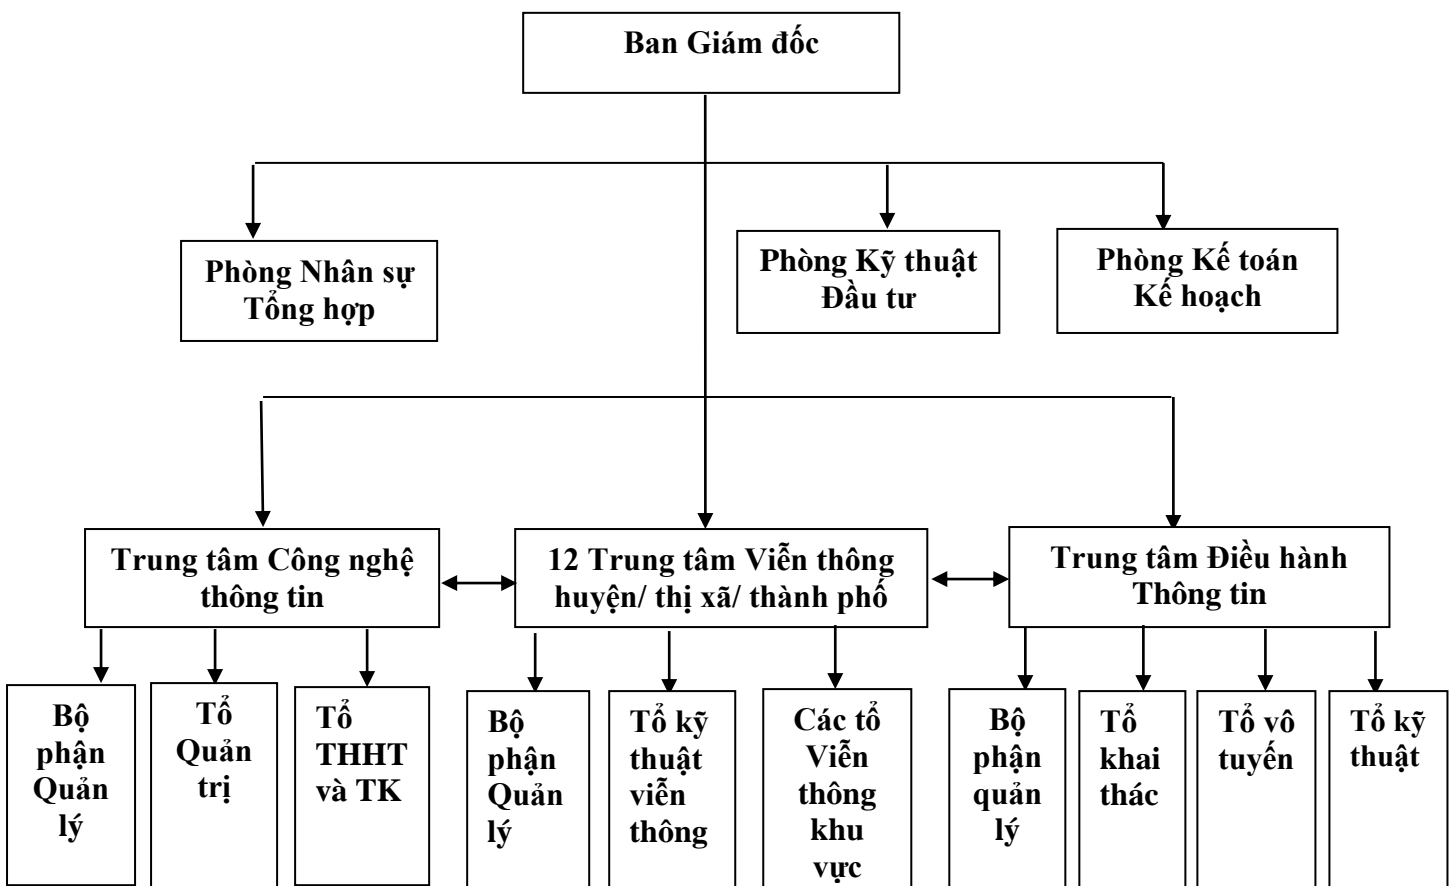 Ban Giám đốc
Phòng Nhân sự
Tổng hợp
Phòng Kỹ thuật
Đầu tư
Phòng Kế toán
Kế hoạch
Trung tâm Công nghệ
thông tin
12 Trung tâm Viễn thông
huyện/ thị xã/ thành phố
Trung tâm Điều hành
Thông tin
Bộ
phận
Quản
lý
Tổ
Quản
trị
Tổ
THHT
và TK
Bộ
phận
Quản
lý
Tổ kỹ
thuật
viễn
thông
Các tổ
Viễn
thông
khu
vực
Bộ
phận
quản
lý
Tổ
khai
thác
Tổ vô
tuyến
Tổ kỹ
thuật